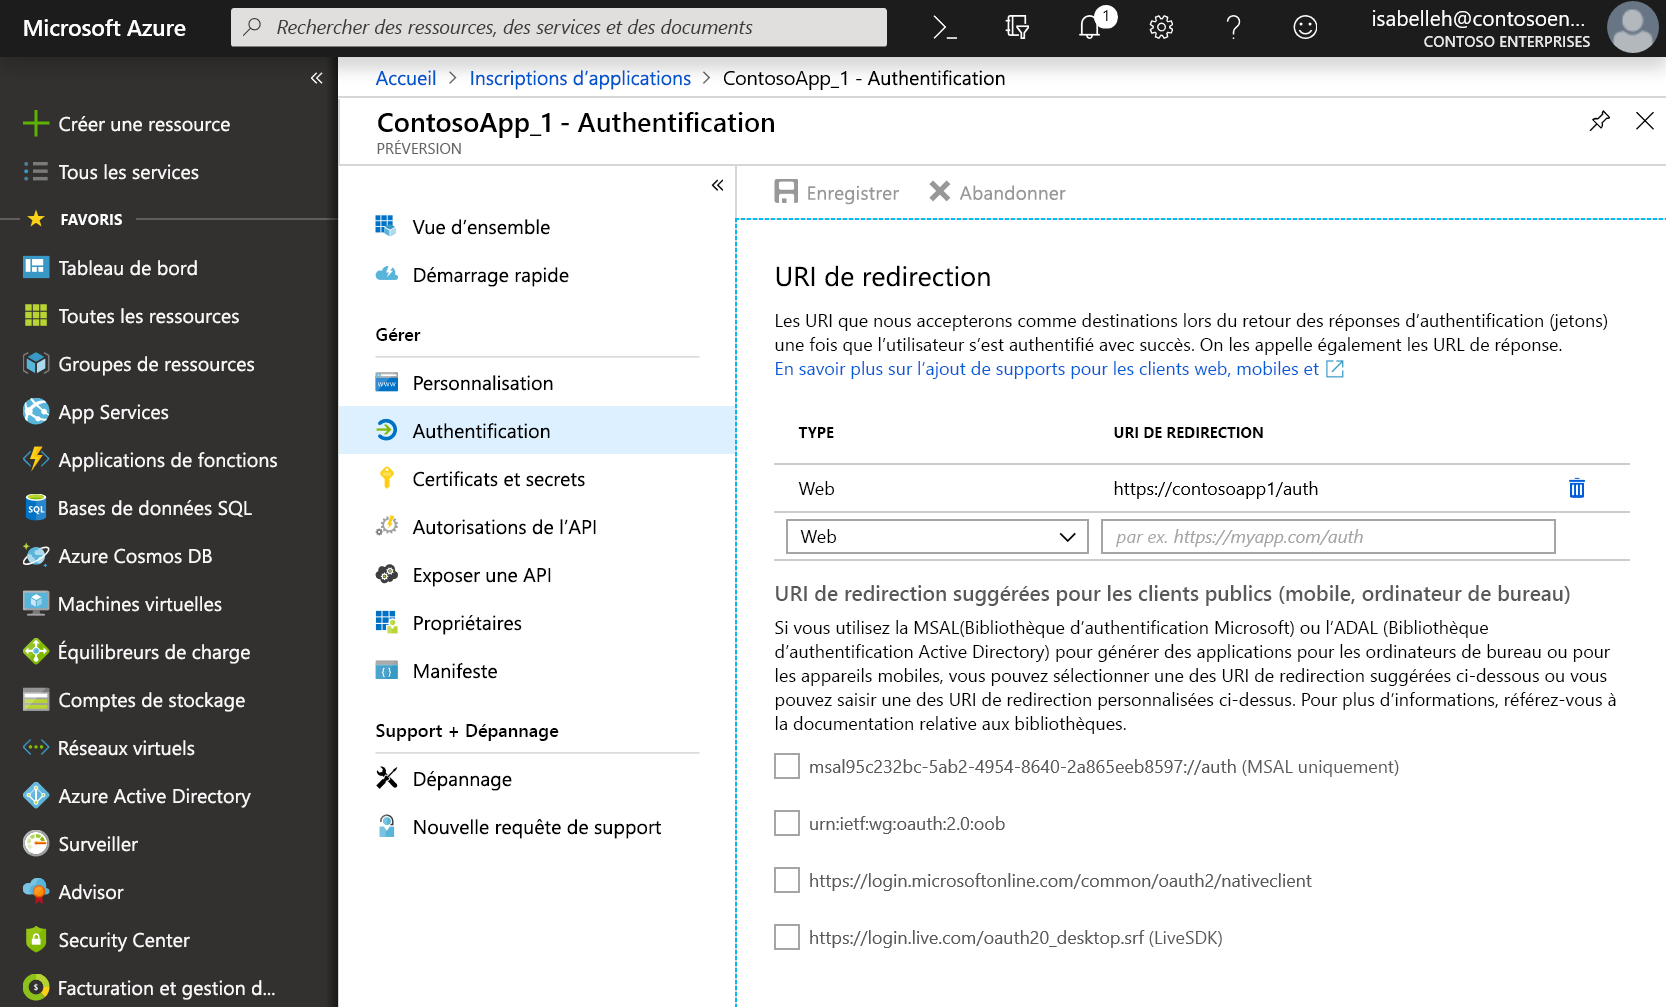 Microsoft Azure
Rechercher des ressources, des services et des documents
1
isabelleh@contosoen...
CONTOSO ENTERPRISES
Créer une ressource
Tous les services
FAVORIS
Tableau de bord
Toutes les ressources
Groupes de ressources
App Services
Applications de fonctions
Bases de données SQL
Azure Cosmos DB
Machines virtuelles
Équilibreurs de charge
Comptes de stockage
Réseaux virtuels
Azure Active Directory
Surveiller
Advisor
Security Center
Facturation et gestion d...
Accueil > Inscriptions d’applications > ContosoApp_1 - Authentification
ContosoApp_1 - Authentification
PRÉVERSION
Vue d’ensemble
Démarrage rapide
Gérer
Personnalisation
Authentification
Certificats et secrets
Autorisations de l’API
Exposer une API
Propriétaires
Manifeste
Support + Dépannage
Dépannage
Nouvelle requête de support
Enregistrer
Abandonner
URI de redirection
Les URI que nous accepterons comme destinations lors du retour des réponses d’authentification (jetons)
une fois que l’utilisateur s’est authentifié avec succès. On les appelle également les URL de réponse.
En savoir plus sur l’ajout de supports pour les clients web, mobiles et
TYPE
URI DE REDIRECTION
Web
https://contosoapp1/auth
Web
par ex. https://myapp.com/auth
URI de redirection suggérées pour les clients publics (mobile, ordinateur de bureau)
Si vous utilisez la MSAL(Bibliothèque d’authentification Microsoft) ou l’ADAL (Bibliothèque
d’authentification Active Directory) pour générer des applications pour les ordinateurs de bureau ou pour
les appareils mobiles, vous pouvez sélectionner une des URI de redirection suggérées ci-dessous ou vous
pouvez saisir une des URI de redirection personnalisées ci-dessus. Pour plus d’informations, référez-vous à
la documentation relative aux bibliothèques.
msal95c232bc-5ab2-4954-8640-2a865eeb8597://auth (MSAL uniquement)
urn:ietf:wg:oauth:2.0:oob
https://login.microsoftonline.com/common/oauth2/nativeclient
https://login.live.com/oauth20_desktop.srf (LiveSDK)